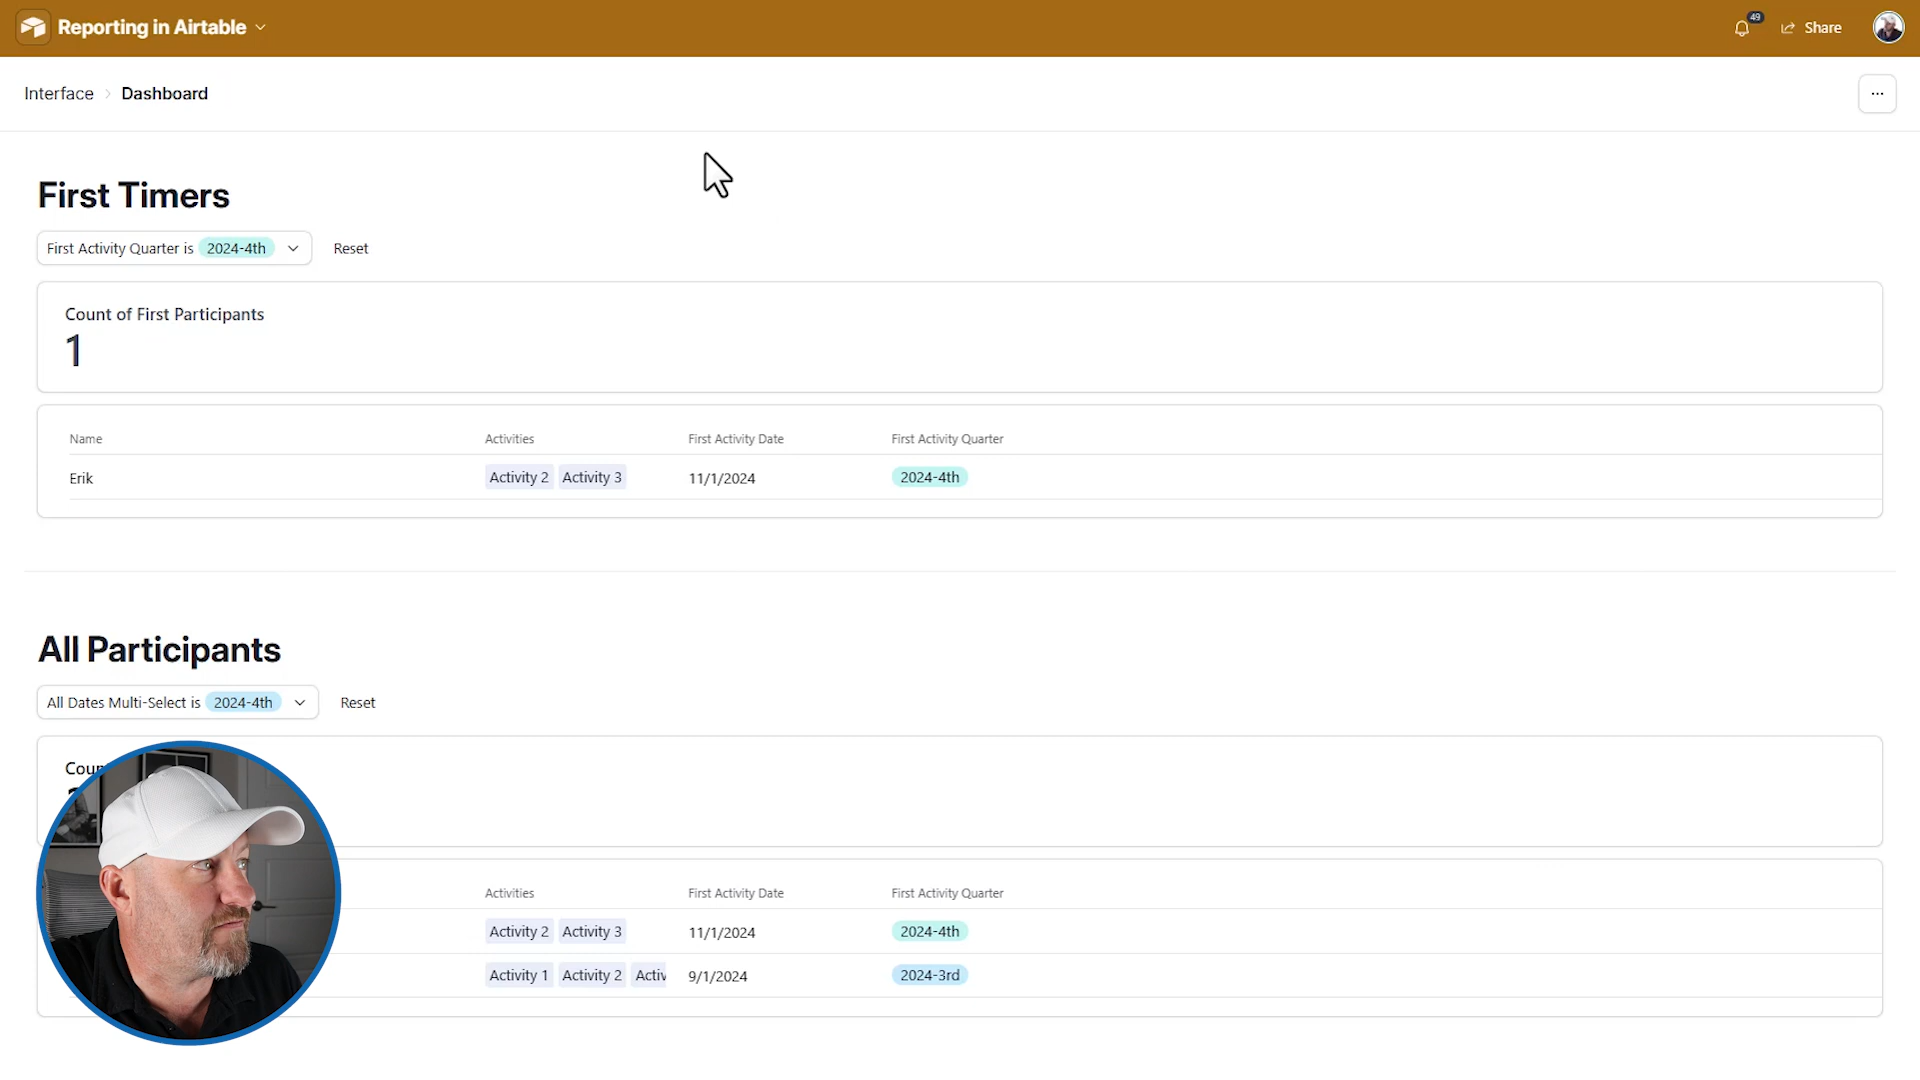 Reporting in Airtable
49
Share
Interface > Dashboard
...
First Timers
First Activity Quarter is 2024-4th
Reset
Count of First Participants
1
Name Activities First Activity Date First Activity Quarter
Erik Activity 2 Activity 3 11/1/2024 2024-4th
All Participants
All Dates Multi-Select is 2024-4th
Reset
Activities First Activity Date First Activity Quarter
Activity 2 Activity 3 11/1/2024 2024-4th
Activity 1 Activity 2 Activ 9/1/2024 2024-3rd